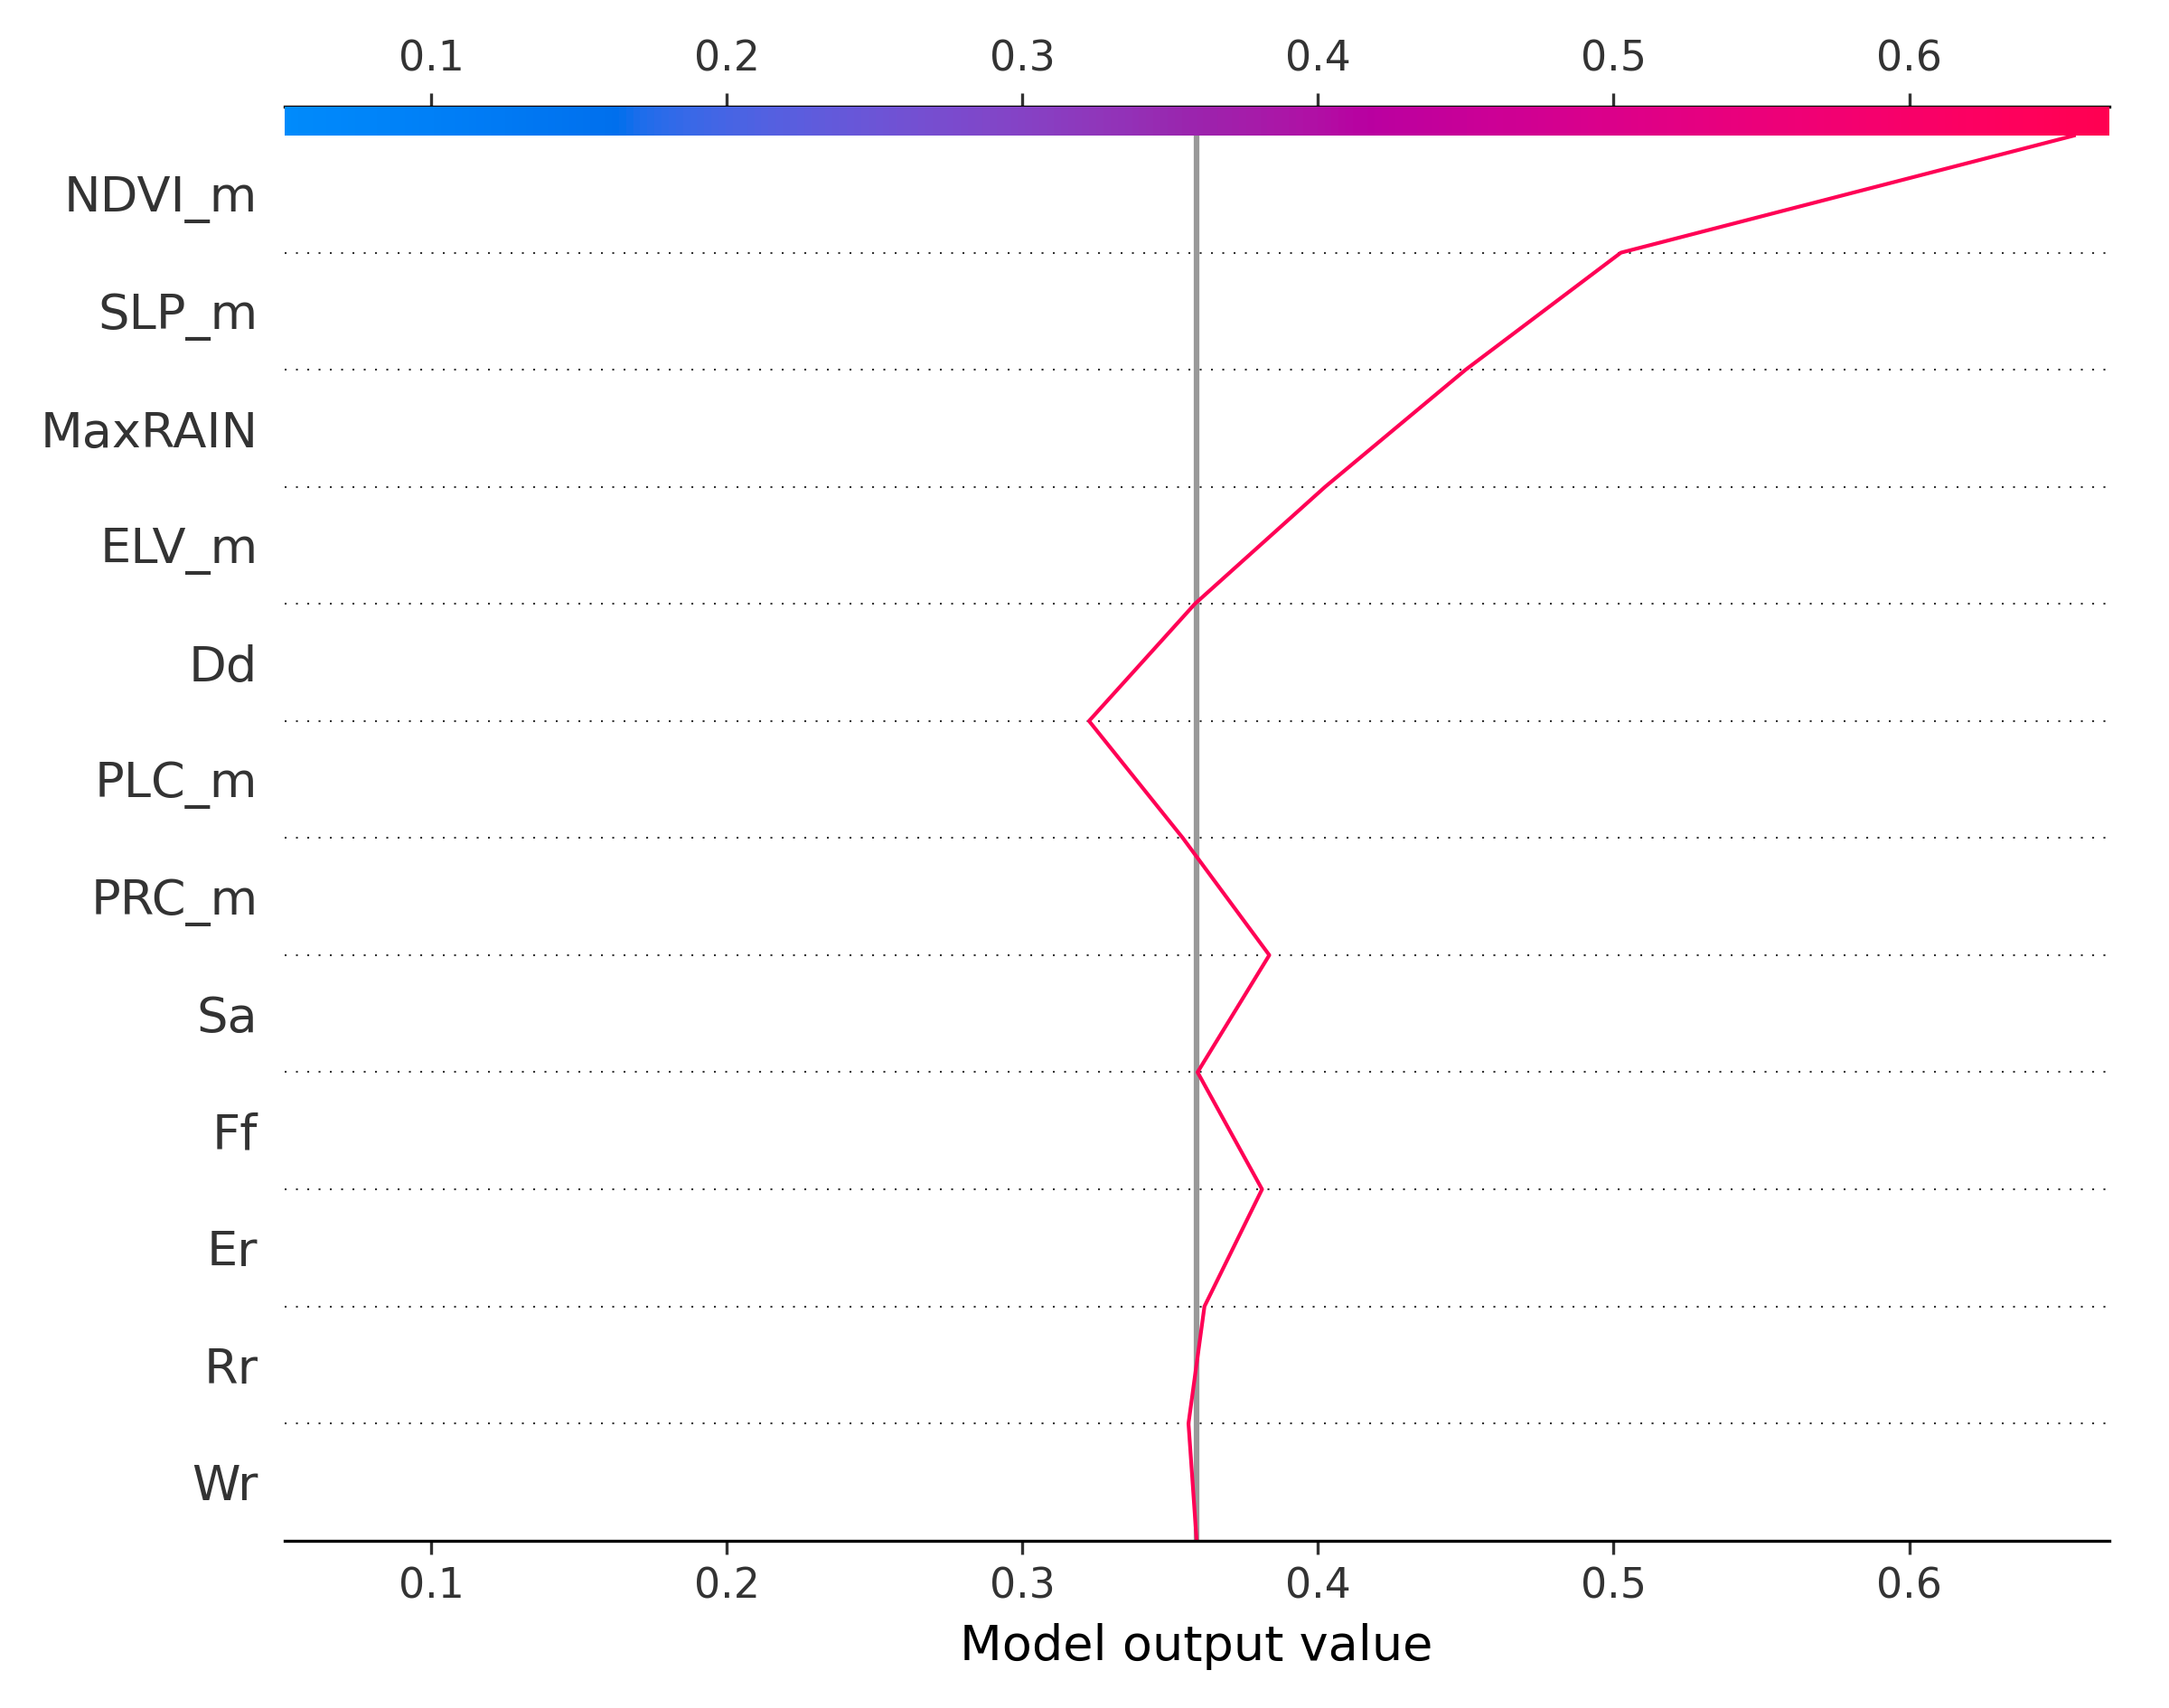 0.1 0.2 0.3 0.4 0.5 0.6
NDVI_m
SLP_m
MaxRAIN
ELV_m
Dd
PLC_m
PRC_m
Sa
Ff
Er
Rr
Wr
0.1 0.2 0.3 0.4 0.5 0.6
Model output value